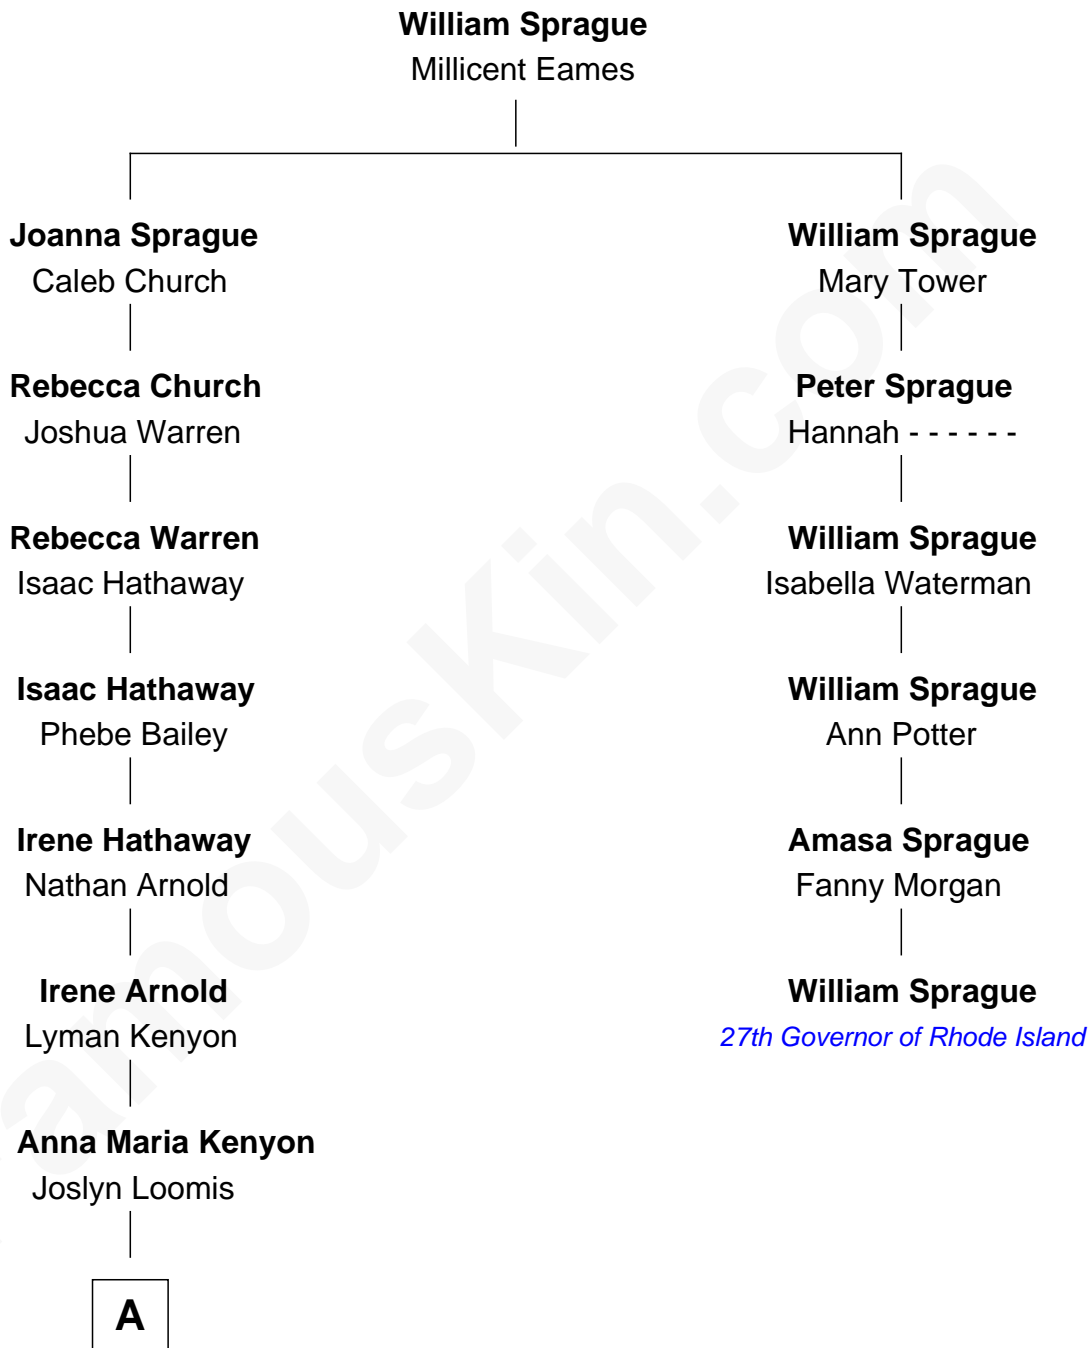 William Sprague
Millicent Eames
Joanna Sprague
Caleb Church
William Sprague
Mary Tower
Rebecca Church
Joshua Warren
Peter Sprague
Hannah - - - - - -
Rebecca Warren
Isaac Hathaway
William Sprague
Isabella Waterman
Isaac Hathaway
Phebe Bailey
William Sprague
Ann Potter
Irene Hathaway
Nathan Arnold
Amasa Sprague
Fanny Morgan
Irene Arnold
Lyman Kenyon
William Sprague
27th Governor of Rhode Island
Anna Maria Kenyon
Joslyn Loomis
A
amousKin.com